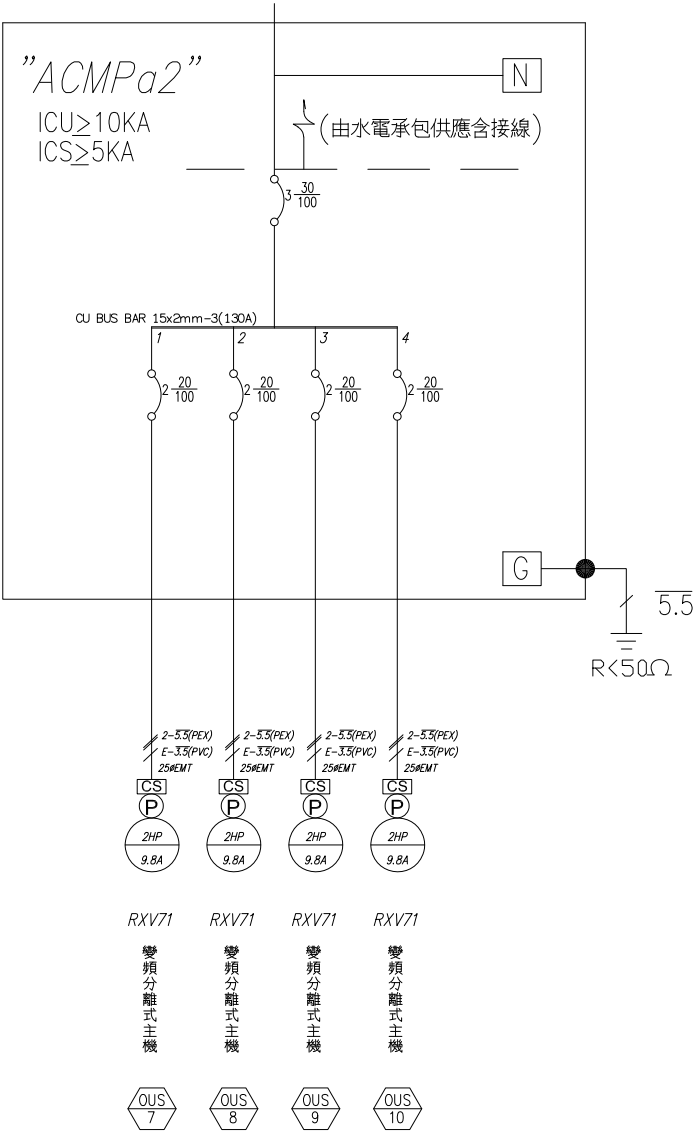 "ACMPa2"
ICU≥10KA
ICS≥5KA
N
(由水電承包供應含接線)
3 30/100
CU BUS BAR 15x2mm-3(130A)
1 2 3 4
2 20/100 2 20/100 2 20/100 2 20/100
G
5.5
R<50Ω
2-5.5(PEX) 2-5.5(PEX) 2-5.5(PEX) 2-5.5(PEX)
E-3.5(PVC) E-3.5(PVC) E-3.5(PVC) E-3.5(PVC)
25øEMT 25øEMT 25øEMT 25øEMT
CS CS CS CS
P P P P
2HP 2HP 2HP 2HP
9.8A 9.8A 9.8A 9.8A
RXV71 RXV71 RXV71 RXV71
變頻分離式主機
變頻分離式主機
變頻分離式主機
變頻分離式主機
OUS OUS OUS OUS
7 8 9 10